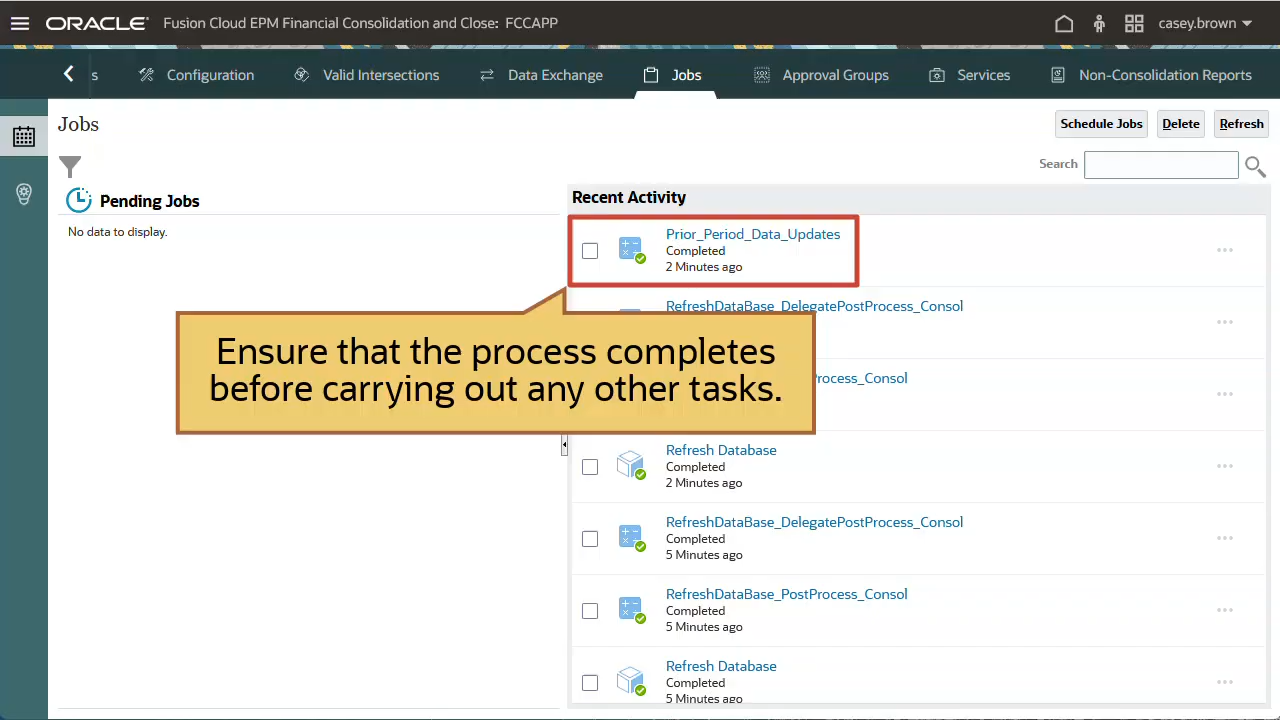 ORACLE Fusion Cloud EPM Financial Consolidation and Close: FCCAPP casey.brown
s Configuration Valid Intersections Data Exchange Jobs Approval Groups Services Non-Consolidation Reports
Jobs
Schedule Jobs Delete Refresh
Search
Pending Jobs
No data to display.
Recent Activity
Prior_Period_Data_Updates
Completed
2 Minutes ago
RefreshDataBase_DelegatePostProcess_Consol
Ensure that the process completes
before carrying out any other tasks.
Process_Consol
Refresh Database
Completed
2 Minutes ago
RefreshDataBase_DelegatePostProcess_Consol
Completed
5 Minutes ago
RefreshDataBase_PostProcess_Consol
Completed
5 Minutes ago
Refresh Database
Completed
5 Minutes ago